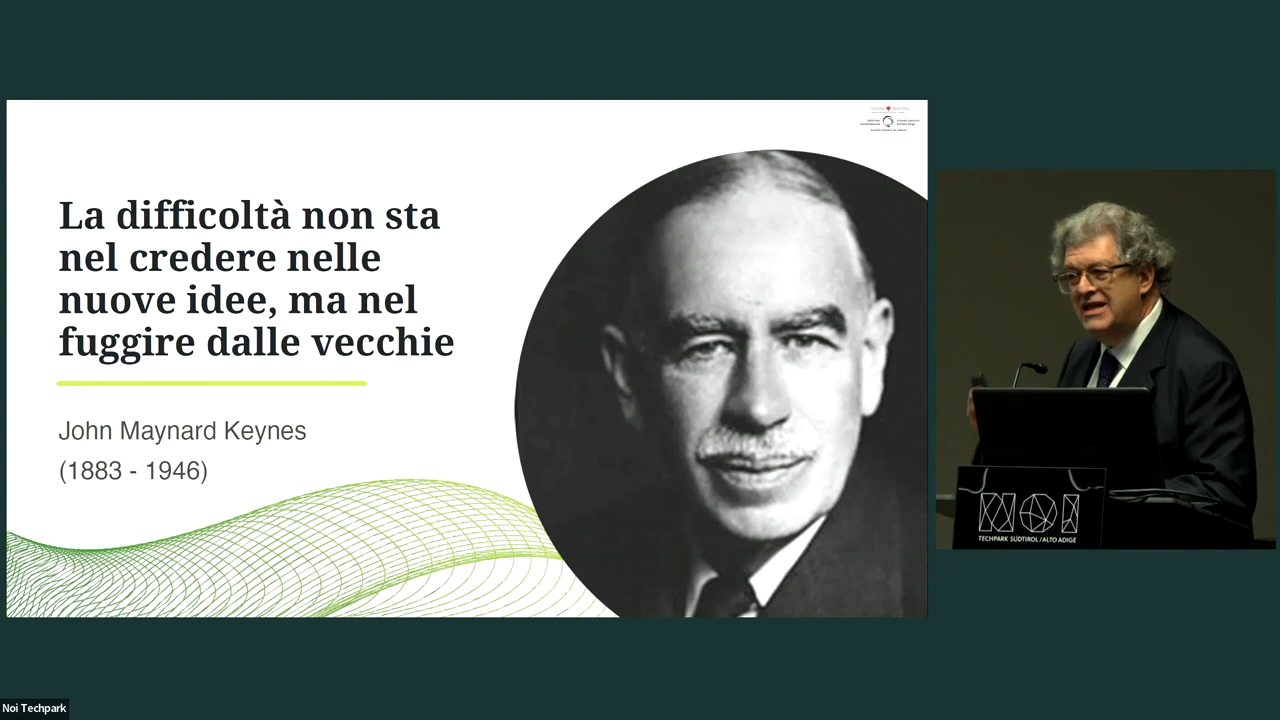 La difficoltà non sta
nel credere nelle
nuove idee, ma nel
fuggire dalle vecchie
John Maynard Keynes
(1883 - 1946)
NOI
TECHPARK SÜDTIROL / ALTO ADIGE
Noi Techpark